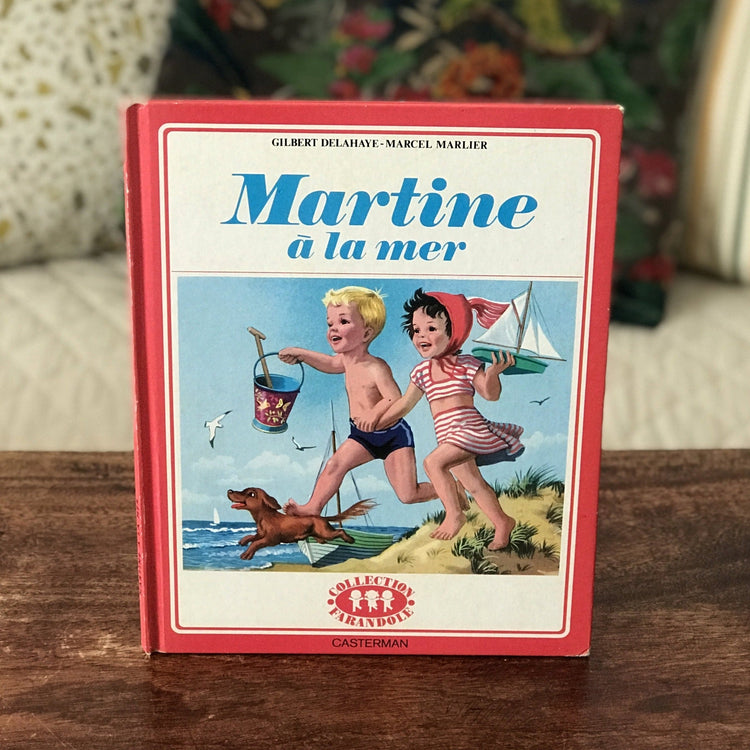 GILBERT DELAHAYE - MARCEL MARLIER
Martine
à la mer
COLLECTION
FARANDOLE
CASTERMAN